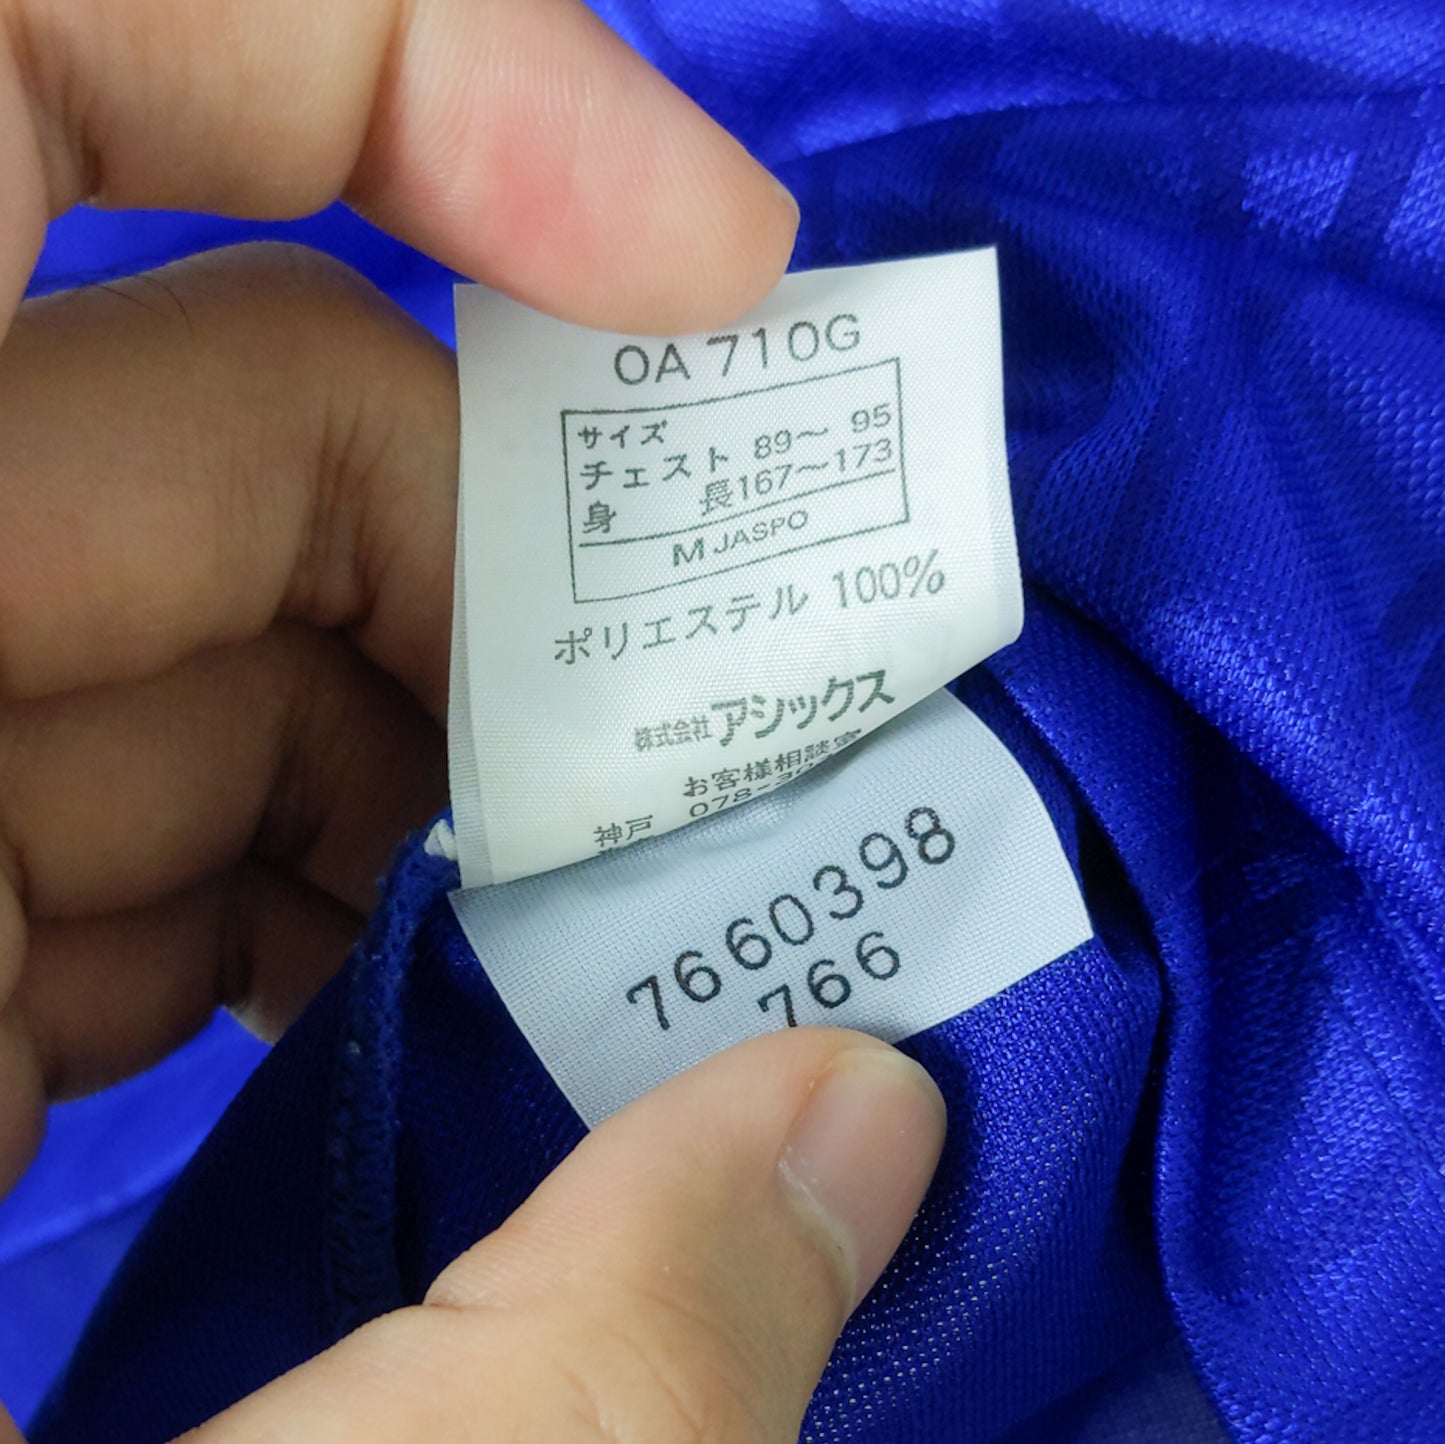 OA 710G
サイズ
チェスト 89～ 95
身 長167～173
M JASPO
ポリエステル 100%
株式会社 アシックス
お客様相談室
神戸 078-30
7660398
766